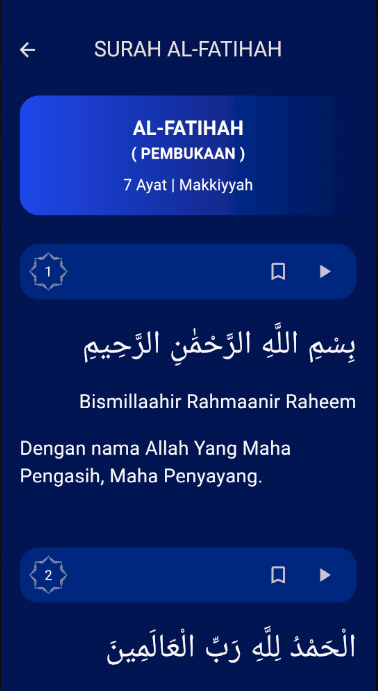 SURAH AL-FATIHAH
AL-FATIHAH
( PEMBUKAAN )
7 Ayat | Makkiyyah
1
بِسْمِ اللَّهِ الرَّحْمَٰنِ الرَّحِيمِ
Bismillaahir Rahmaanir Raheem
Dengan nama Allah Yang Maha
Pengasih, Maha Penyayang.
2
الْحَمْدُ لِلَّهِ رَبِّ الْعَالَمِينَ